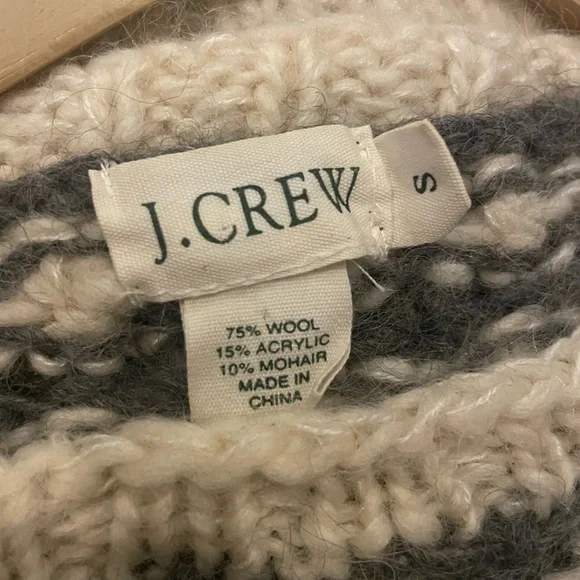 J.CREW
S
75% WOOL
15% ACRYLIC
10% MOHAIR
MADE IN
CHINA